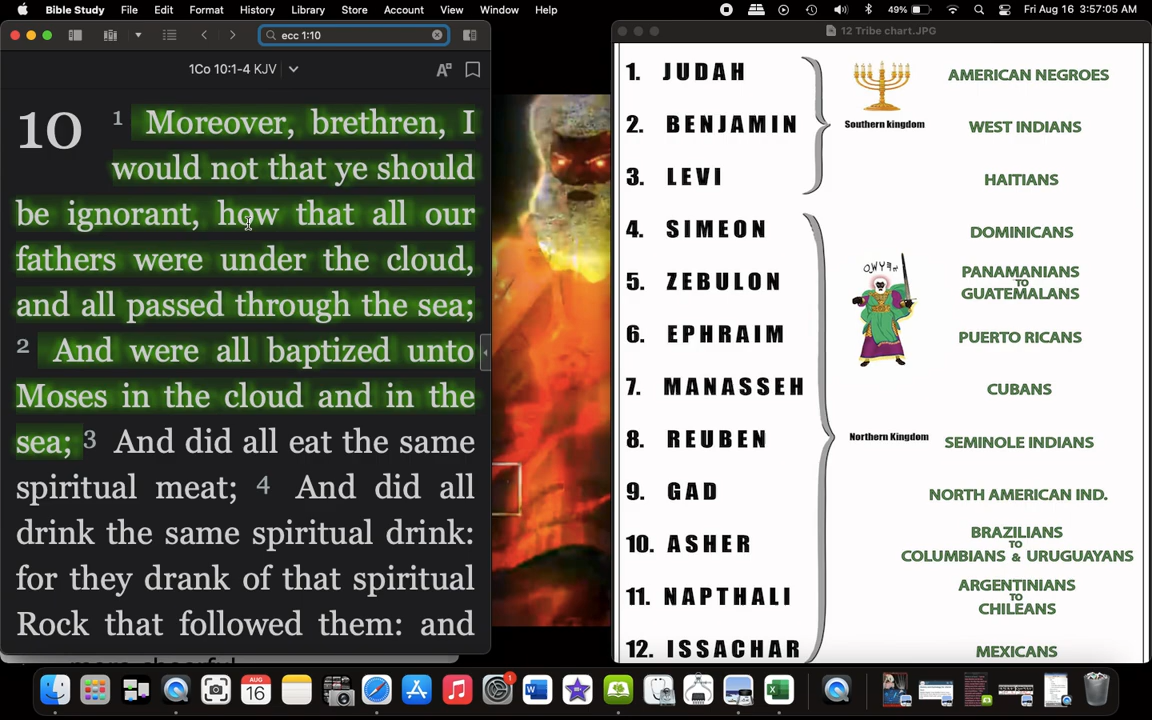 Bible Study File Edit Format History Library Store Account View Window Help 49% Fri Aug 16 3:57:05 AM
ecc 1:10
12 Tribe chart.JPG
1Co 10:1-4 KJV
10 1 Moreover, brethren, I
would not that ye should
be ignorant, how that all our
fathers were under the cloud,
and all passed through the sea;
2 And were all baptized unto
Moses in the cloud and in the
sea; 3 And did all eat the same
spiritual meat; 4 And did all
drink the same spiritual drink:
for they drank of that spiritual
Rock that followed them: and
1. JUDAH
AMERICAN NEGROES
2. BENJAMIN
Southern kingdom
WEST INDIANS
3. LEVI
HAITIANS
4. SIMEON
DOMINICANS
5. ZEBULON
PANAMANIANS
TO
GUATEMALANS
6. EPHRAIM
PUERTO RICANS
7. MANASSEH
CUBANS
8. REUBEN
Northern Kingdom
SEMINOLE INDIANS
9. GAD
NORTH AMERICAN IND.
10. ASHER
BRAZILIANS
TO
COLUMBIANS & URUGUAYANS
11. NAPTHALI
ARGENTINIANS
TO
CHILEANS
12. ISSACHAR
MEXICANS
AUG
16
1